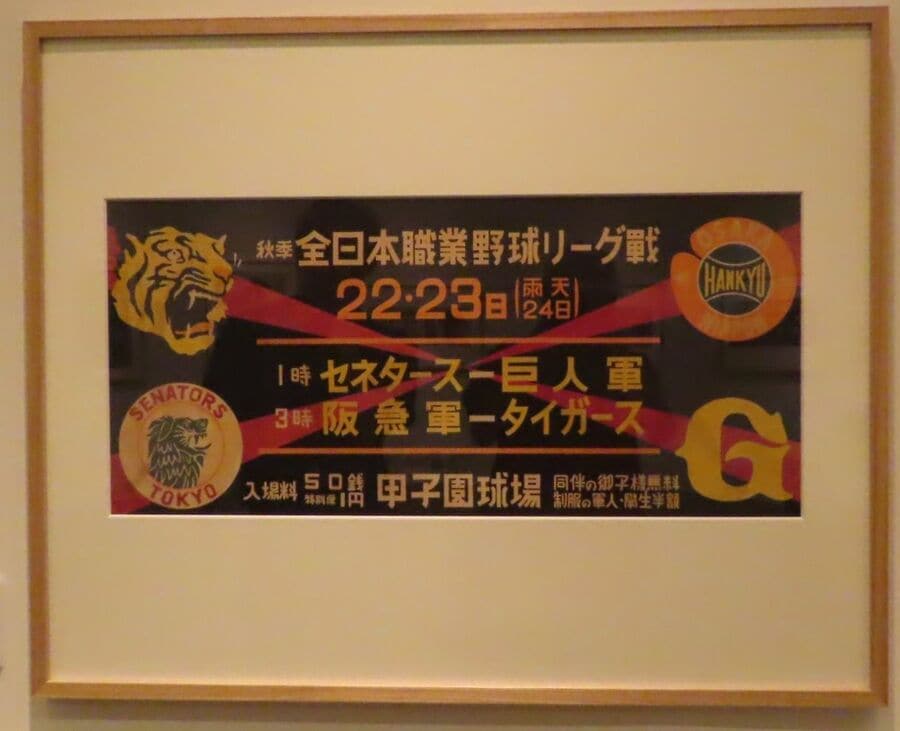 秋季 全日本職業野球リーグ戰
22・23日(雨天24日)
1時 セネタース—巨人軍
3時 阪急軍—タイガース
入場料 50銭 特別席1円 甲子園球場 同伴の御子様無料
制服の軍人・學生半額
OSAKA
HANKYU
SENATORS
TOKYO
G